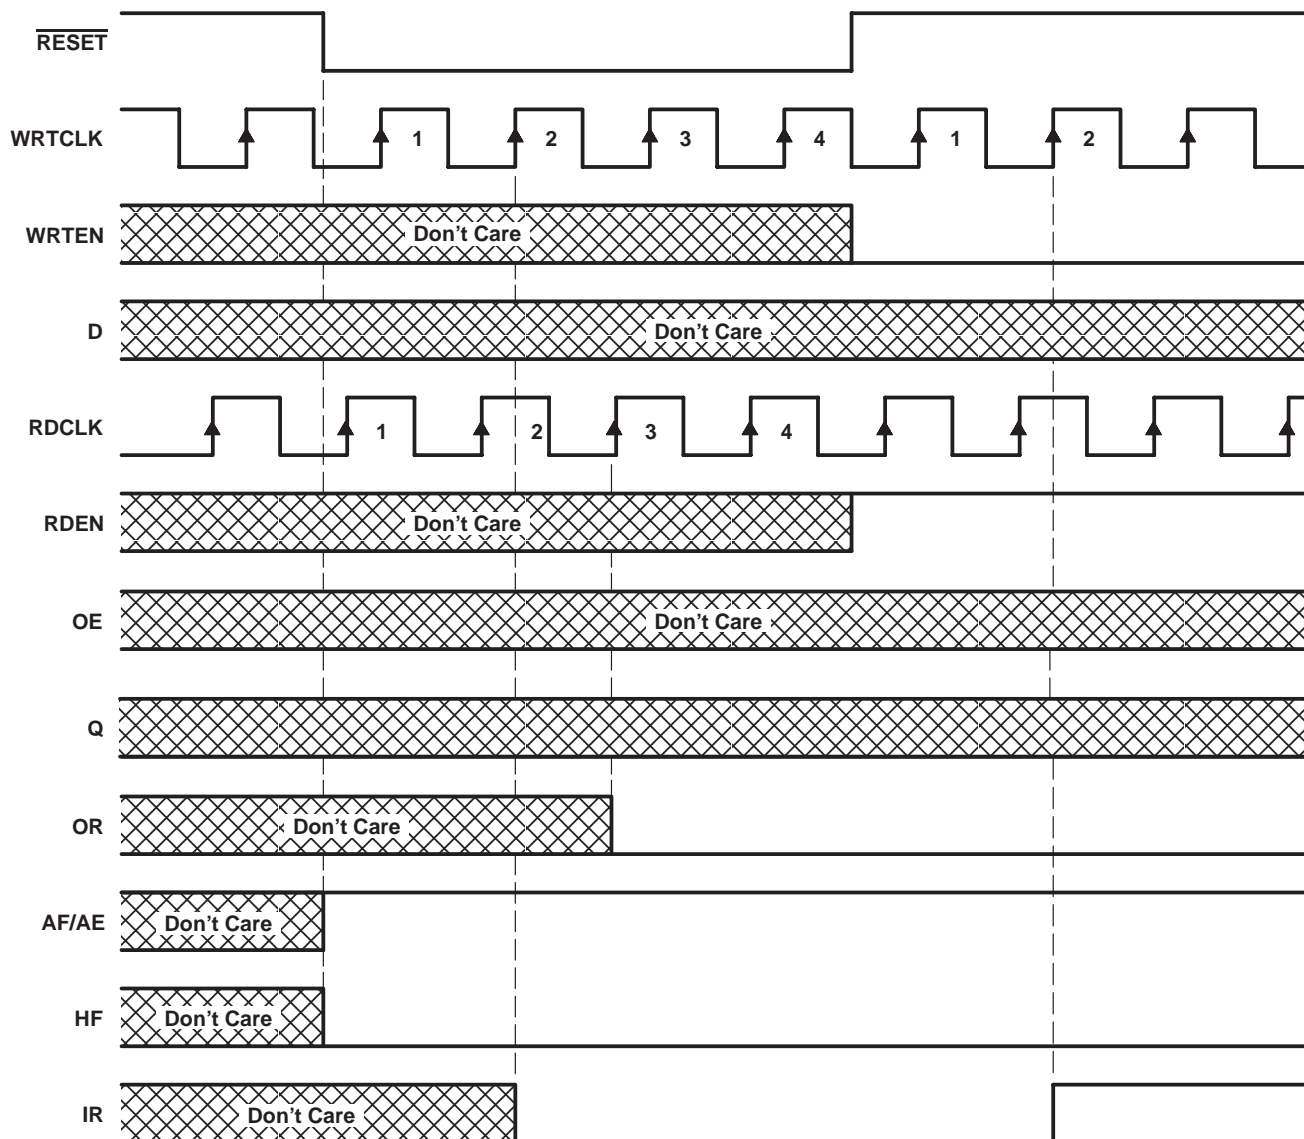 RESET
WRTCLK 1 2 3 4 1 2
WRTEN Don't Care
D Don't Care
RDCLK 1 2 3 4
RDEN Don't Care
OE Don't Care
Q
OR Don't Care
AF/AE Don't Care
HF Don't Care
IR Don't Care